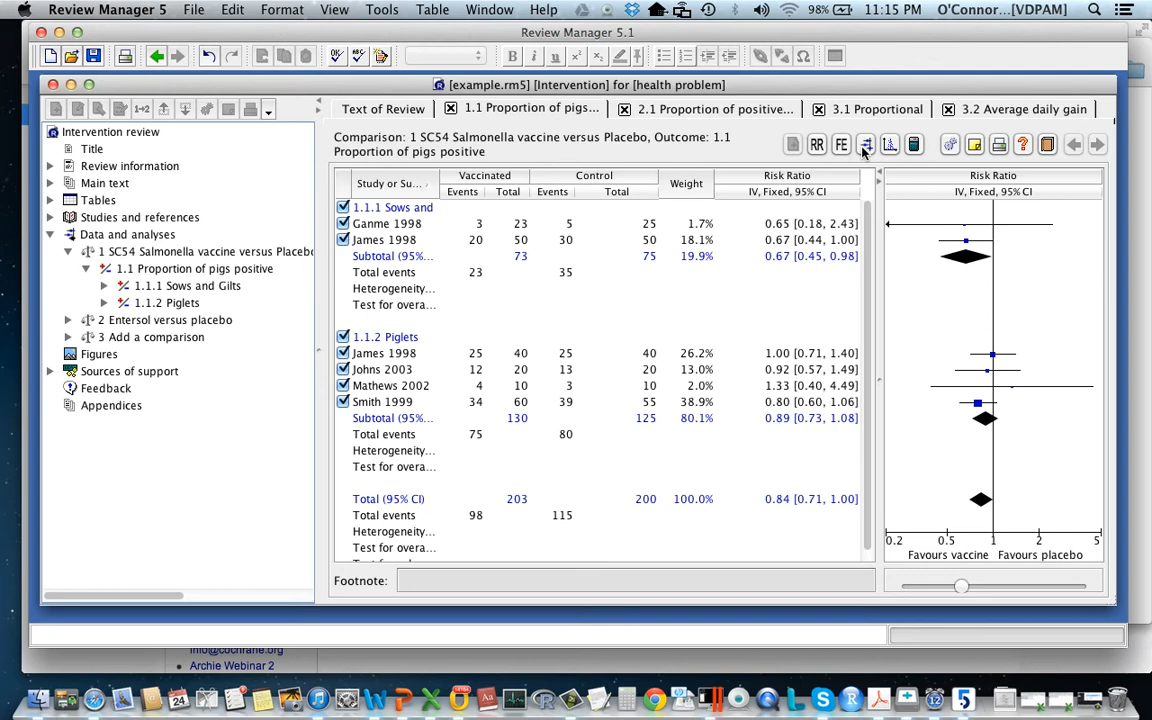 Review Manager 5 File Edit Format View Tools Table Window Help 98% 11:15 PM O'Connor...[VDPAM]
Review Manager 5.1
[example.rm5] [Intervention] for [health problem]
Text of Review 1.1 Proportion of pigs... 2.1 Proportion of positive... 3.1 Proportional 3.2 Average daily gain
Comparison: 1 SC54 Salmonella vaccine versus Placebo, Outcome: 1.1
Proportion of pigs positive
RR FE
Intervention review
Title
Review information
Main text
Tables
Studies and references
Data and analyses
1 SC54 Salmonella vaccine versus Placebo
1.1 Proportion of pigs positive
1.1.1 Sows and Gilts
1.1.2 Piglets
2 Entersol versus placebo
3 Add a comparison
Figures
Sources of support
Feedback
Appendices
Study or Su... Vaccinated Control Weight Risk Ratio Risk Ratio
Events Total Events Total IV, Fixed, 95% CI IV, Fixed, 95% CI
1.1.1 Sows and
Ganme 1998 3 23 5 25 1.7% 0.65 [0.18, 2.43]
James 1998 20 50 30 50 18.1% 0.67 [0.44, 1.00]
Subtotal (95%... 73 75 19.9% 0.67 [0.45, 0.98]
Total events 23 35
Heterogeneity...
Test for overa...
1.1.2 Piglets
James 1998 25 40 25 40 26.2% 1.00 [0.71, 1.40]
Johns 2003 12 20 13 20 13.0% 0.92 [0.57, 1.49]
Mathews 2002 4 10 3 10 2.0% 1.33 [0.40, 4.49]
Smith 1999 34 60 39 55 38.9% 0.80 [0.60, 1.06]
Subtotal (95%... 130 125 80.1% 0.89 [0.73, 1.08]
Total events 75 80
Heterogeneity...
Test for overa...
Total (95% CI) 203 200 100.0% 0.84 [0.71, 1.00]
Total events 98 115
Heterogeneity...
Test for overa...
0.2 0.5 1 2 5
Favours vaccine Favours placebo
Footnote:
info@cochrane.org
Archie Webinar 2